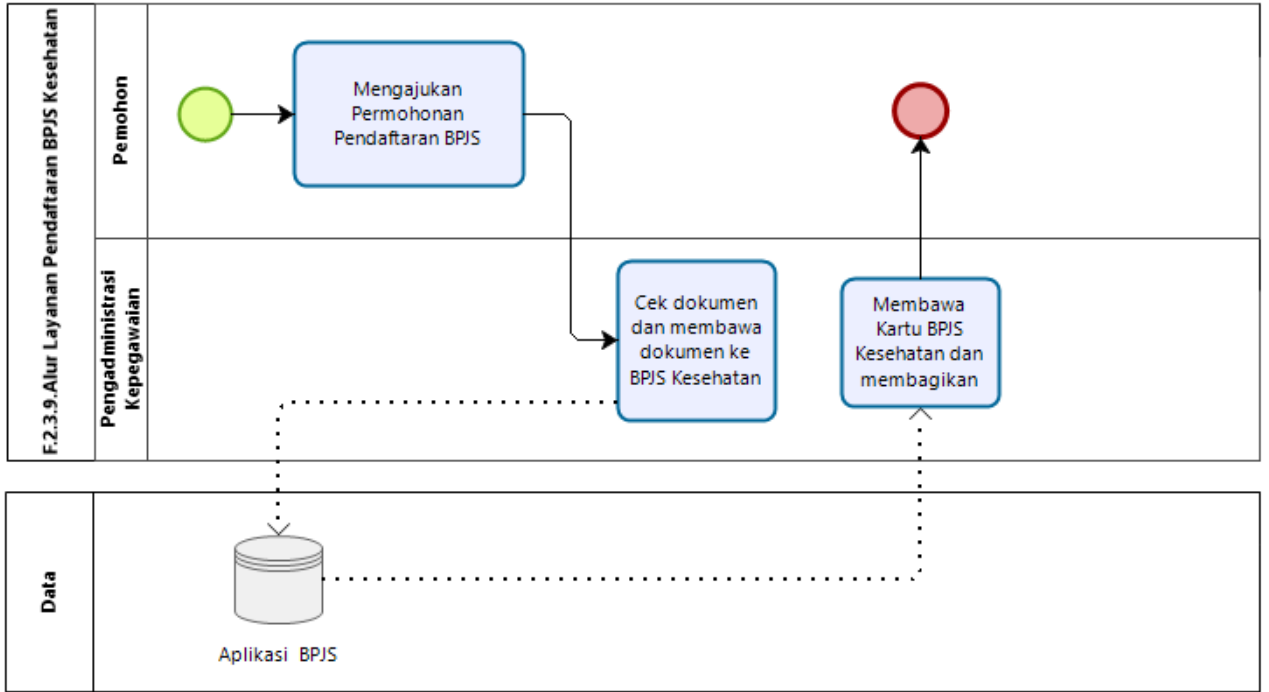 F.2.3.9.Alur Layanan Pendaftaran BPJS Kesehatan
Pemohon
Mengajukan
Permohonan
Pendaftaran BPJS
Pengadministrasi
Kepegawaian
Cek dokumen
dan membawa
dokumen ke
BPJS Kesehatan
Membawa
Kartu BPJS
Kesehatan dan
membagikan
Data
Aplikasi BPJS